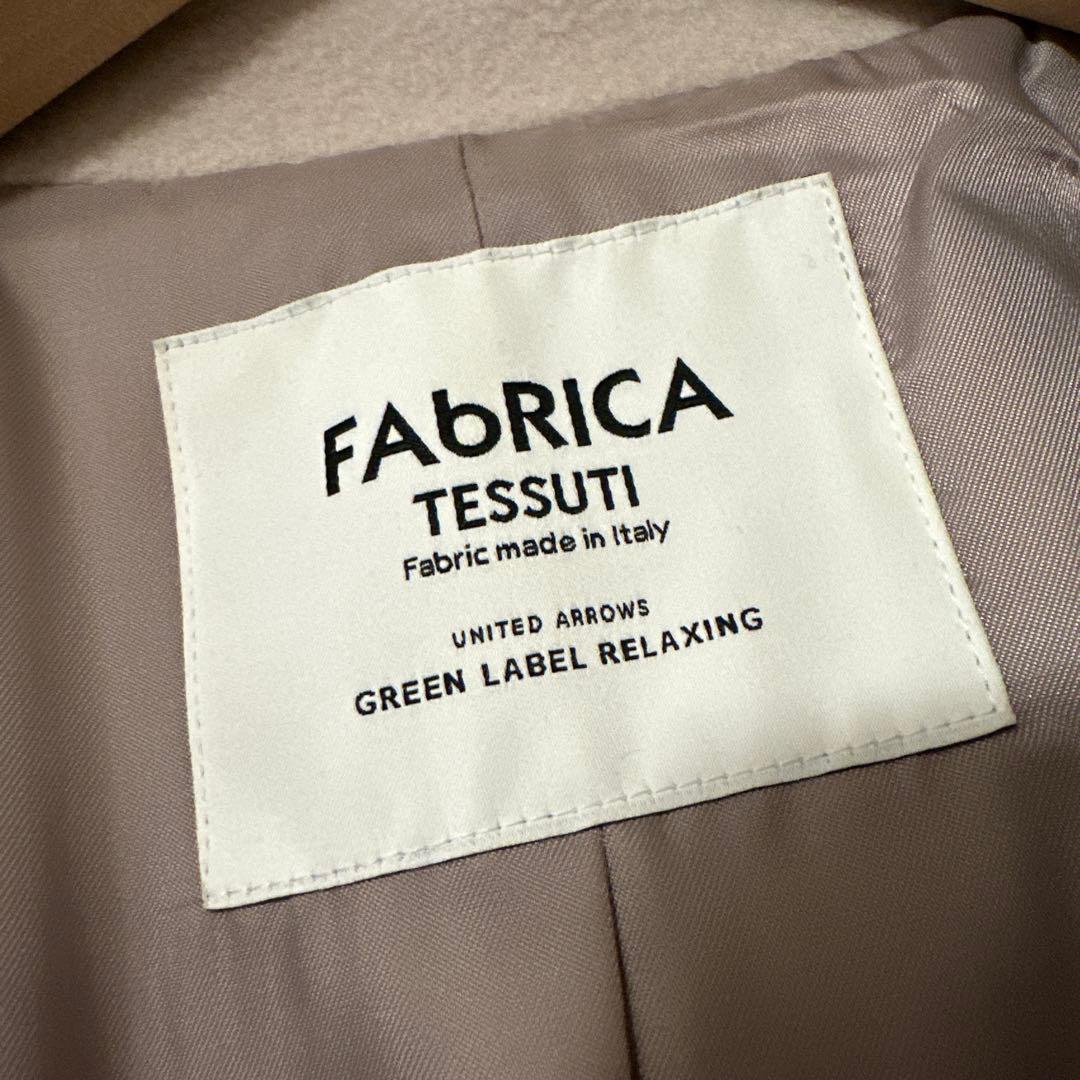 FAbRICA
TESSUTI
Fabric made in Italy
UNITED ARROWS
GREEN LABEL RELAXING